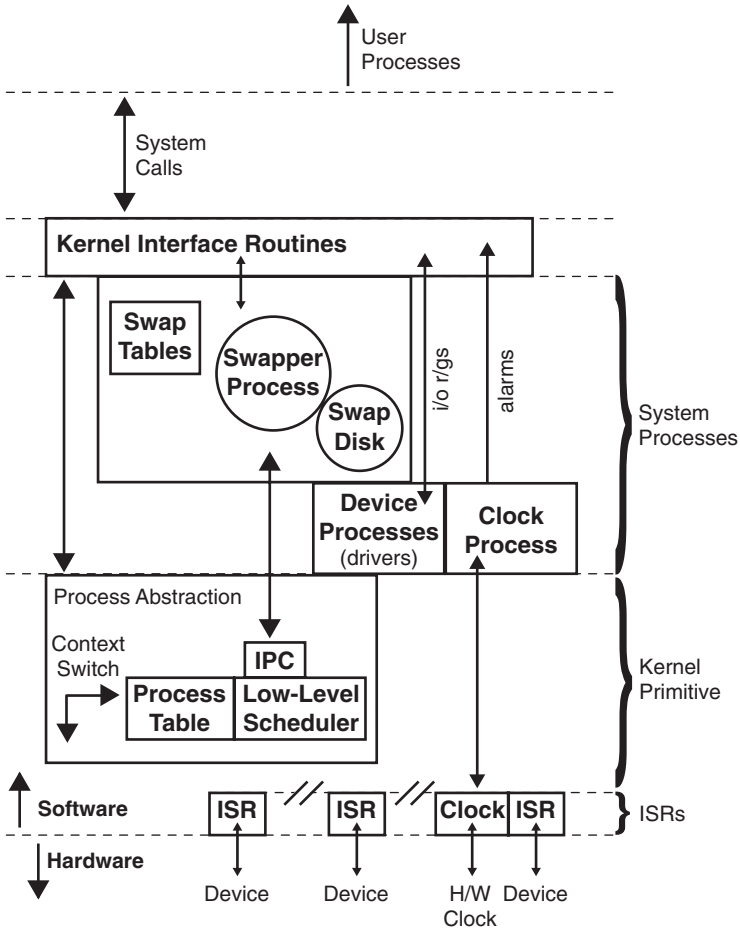 User
Processes
System
Calls
Kernel Interface Routines
Swap
Tables
Swapper
Process
Swap
Disk
i/o r/gs
alarms
System
Processes
Device
Processes
(drivers)
Clock
Process
Process Abstraction
Context
Switch
IPC
Process
Table
Low-Level
Scheduler
Kernel
Primitive
Software
ISR
ISR
Clock
ISR
ISRs
Hardware
Device
Device
H/W
Clock
Device